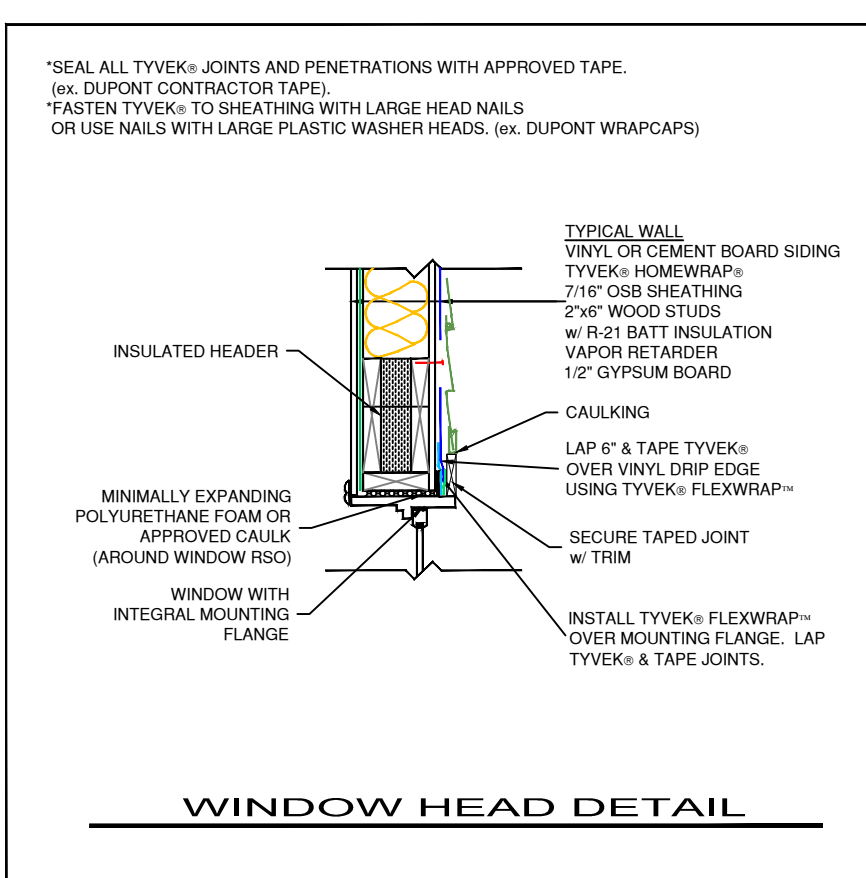 *SEAL ALL TYVEK® JOINTS AND PENETRATIONS WITH APPROVED TAPE.
(ex. DUPONT CONTRACTOR TAPE).
*FASTEN TYVEK® TO SHEATHING WITH LARGE HEAD NAILS
OR USE NAILS WITH LARGE PLASTIC WASHER HEADS. (ex. DUPONT WRAPCAPS)
TYPICAL WALL
VINYL OR CEMENT BOARD SIDING
TYVEK® HOMEWRAP®
7/16" OSB SHEATHING
2"x6" WOOD STUDS
w/ R-21 BATT INSULATION
VAPOR RETARDER
1/2" GYPSUM BOARD
INSULATED HEADER
CAULKING
LAP 6" & TAPE TYVEK®
OVER VINYL DRIP EDGE
USING TYVEK® FLEXWRAP™
MINIMALLY EXPANDING
POLYURETHANE FOAM OR
APPROVED CAULK
(AROUND WINDOW RSO)
SECURE TAPED JOINT
w/ TRIM
WINDOW WITH
INTEGRAL MOUNTING
FLANGE
INSTALL TYVEK® FLEXWRAP™
OVER MOUNTING FLANGE. LAP
TYVEK® & TAPE JOINTS.
WINDOW HEAD DETAIL